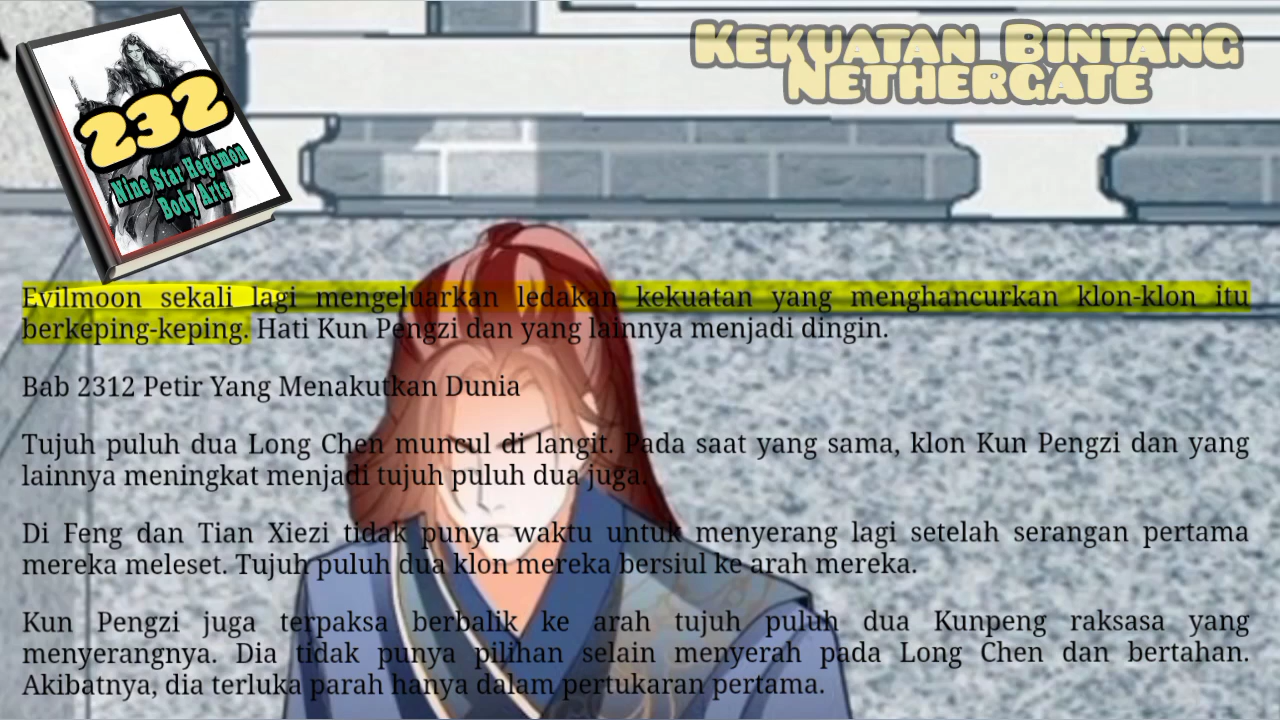 232
Nine Star Hegemon
Body Arts
Kekuatan Bintang
Nethergate
Evilmoon sekali lagi mengeluarkan ledakan kekuatan yang menghancurkan klon-klon itu
berkeping-keping. Hati Kun Pengzi dan yang lainnya menjadi dingin.
Bab 2312 Petir Yang Menakutkan Dunia
Tujuh puluh dua Long Chen muncul di langit. Pada saat yang sama, klon Kun Pengzi dan yang
lainnya meningkat menjadi tujuh puluh dua juga.
Di Feng dan Tian Xiezi tidak punya waktu untuk menyerang lagi setelah serangan pertama
mereka meleset. Tujuh puluh dua klon mereka bersiul ke arah mereka.
Kun Pengzi juga terpaksa berbalik ke arah tujuh puluh dua Kunpeng raksasa yang
menyerangnya. Dia tidak punya pilihan selain menyerah pada Long Chen dan bertahan.
Akibatnya, dia terluka parah hanya dalam pertukaran pertama.